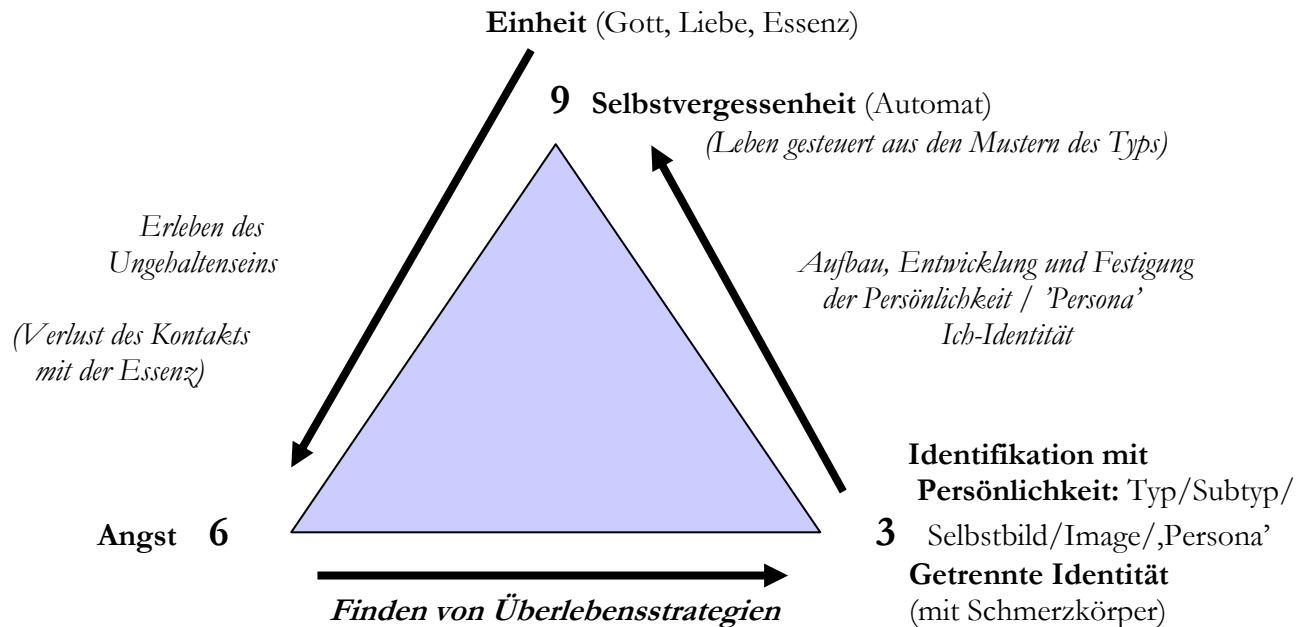 Einheit (Gott, Liebe, Essenz)
9 Selbstvergessenheit (Automat)
(Leben gesteuert aus den Mustern des Typs)
Erleben des
Ungehaltenseins
(Verlust des Kontakts
mit der Essenz)
Aufbau, Entwicklung und Festigung
der Persönlichkeit / 'Persona'
Ich-Identität
Angst 6
Identifikation mit
Persönlichkeit: Typ/Subtyp/
3 Selbstbild/Image/‚Persona’
Getrennte Identität
(mit Schmerzkörper)
Finden von Überlebensstrategien